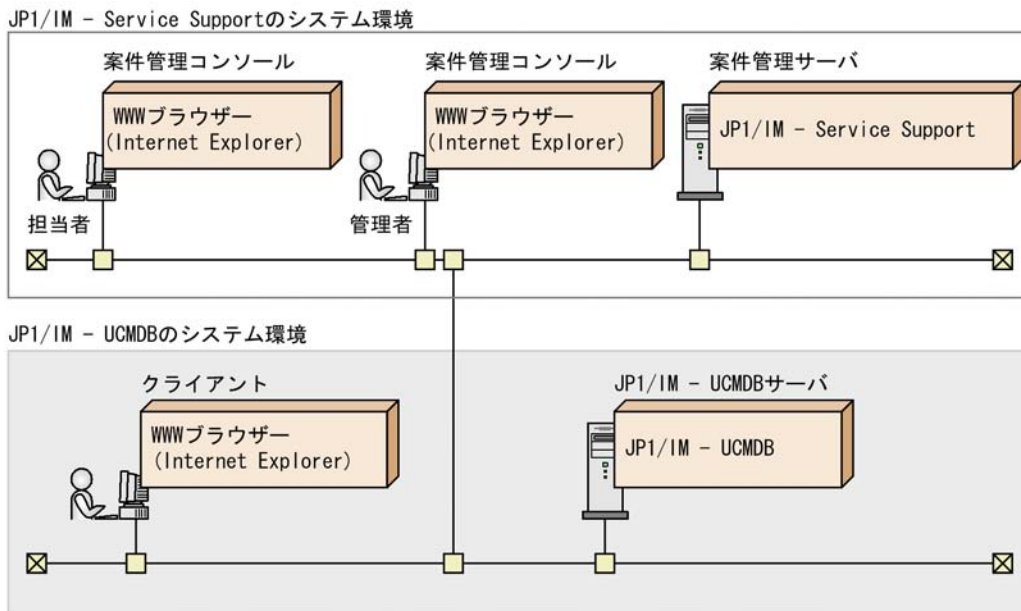 JP1/IM - Service Supportのシステム環境
案件管理コンソール
WWWブラウザー
(Internet Explorer)
担当者
案件管理コンソール
WWWブラウザー
(Internet Explorer)
管理者
案件管理サーバ
JP1/IM - Service Support
JP1/IM - UCMDBのシステム環境
クライアント
WWWブラウザー
(Internet Explorer)
JP1/IM - UCMDBサーバ
JP1/IM - UCMDB